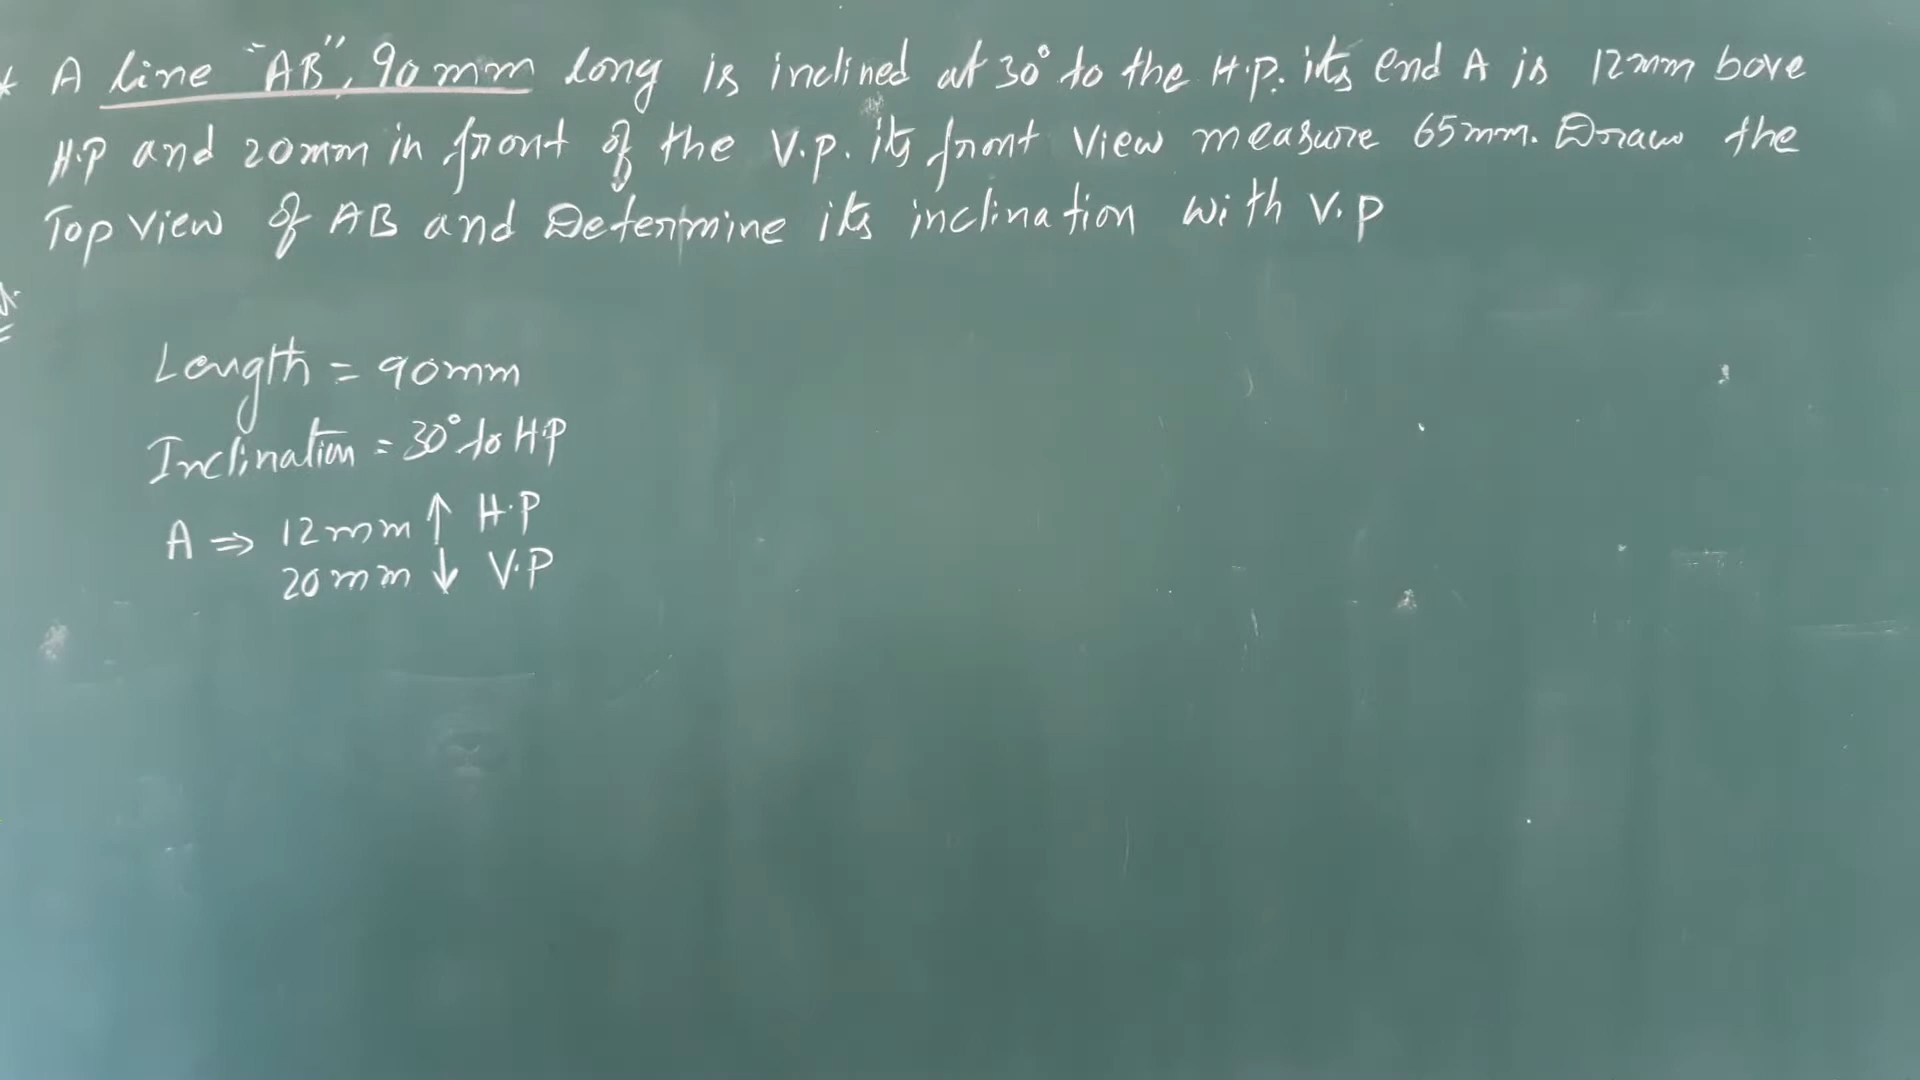 * A line "AB", 90mm long is inclined at 30° to the H.P. its end A is 12mm bove
H.P and 20mm in front of the V.P. its front view measure 65mm. Draw the
Top view of AB and Determine its inclination with V.P
Length = 90mm
Inclination = 30° to H.P
A ⇒ 12mm ↑ H.P
20mm ↓ V.P